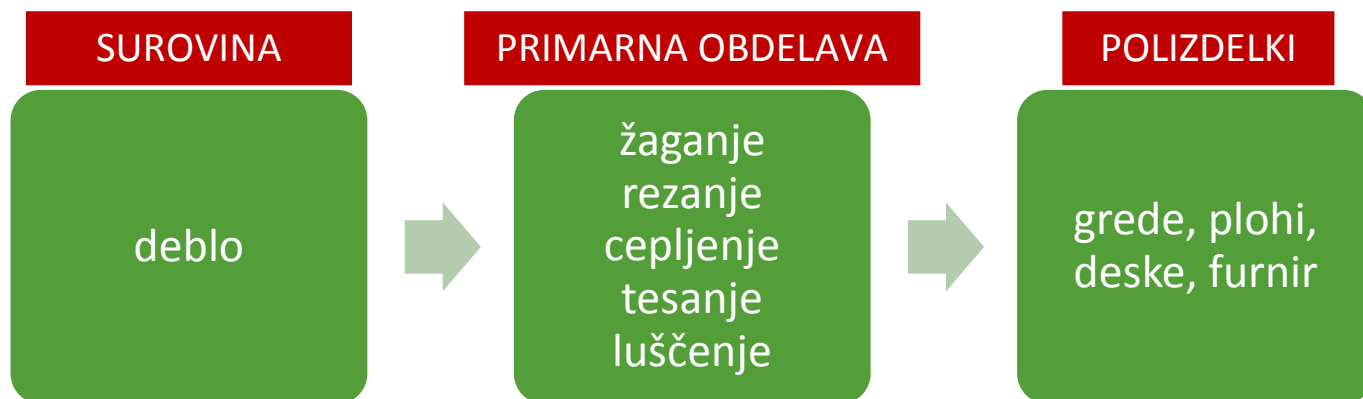 SUROVINA
deblo
PRIMARNA OBDELAVA
žaganje
rezanje
cepljenje
tesanje
luščenje
POLIZDELKI
grede, plohi,
deske, furnir